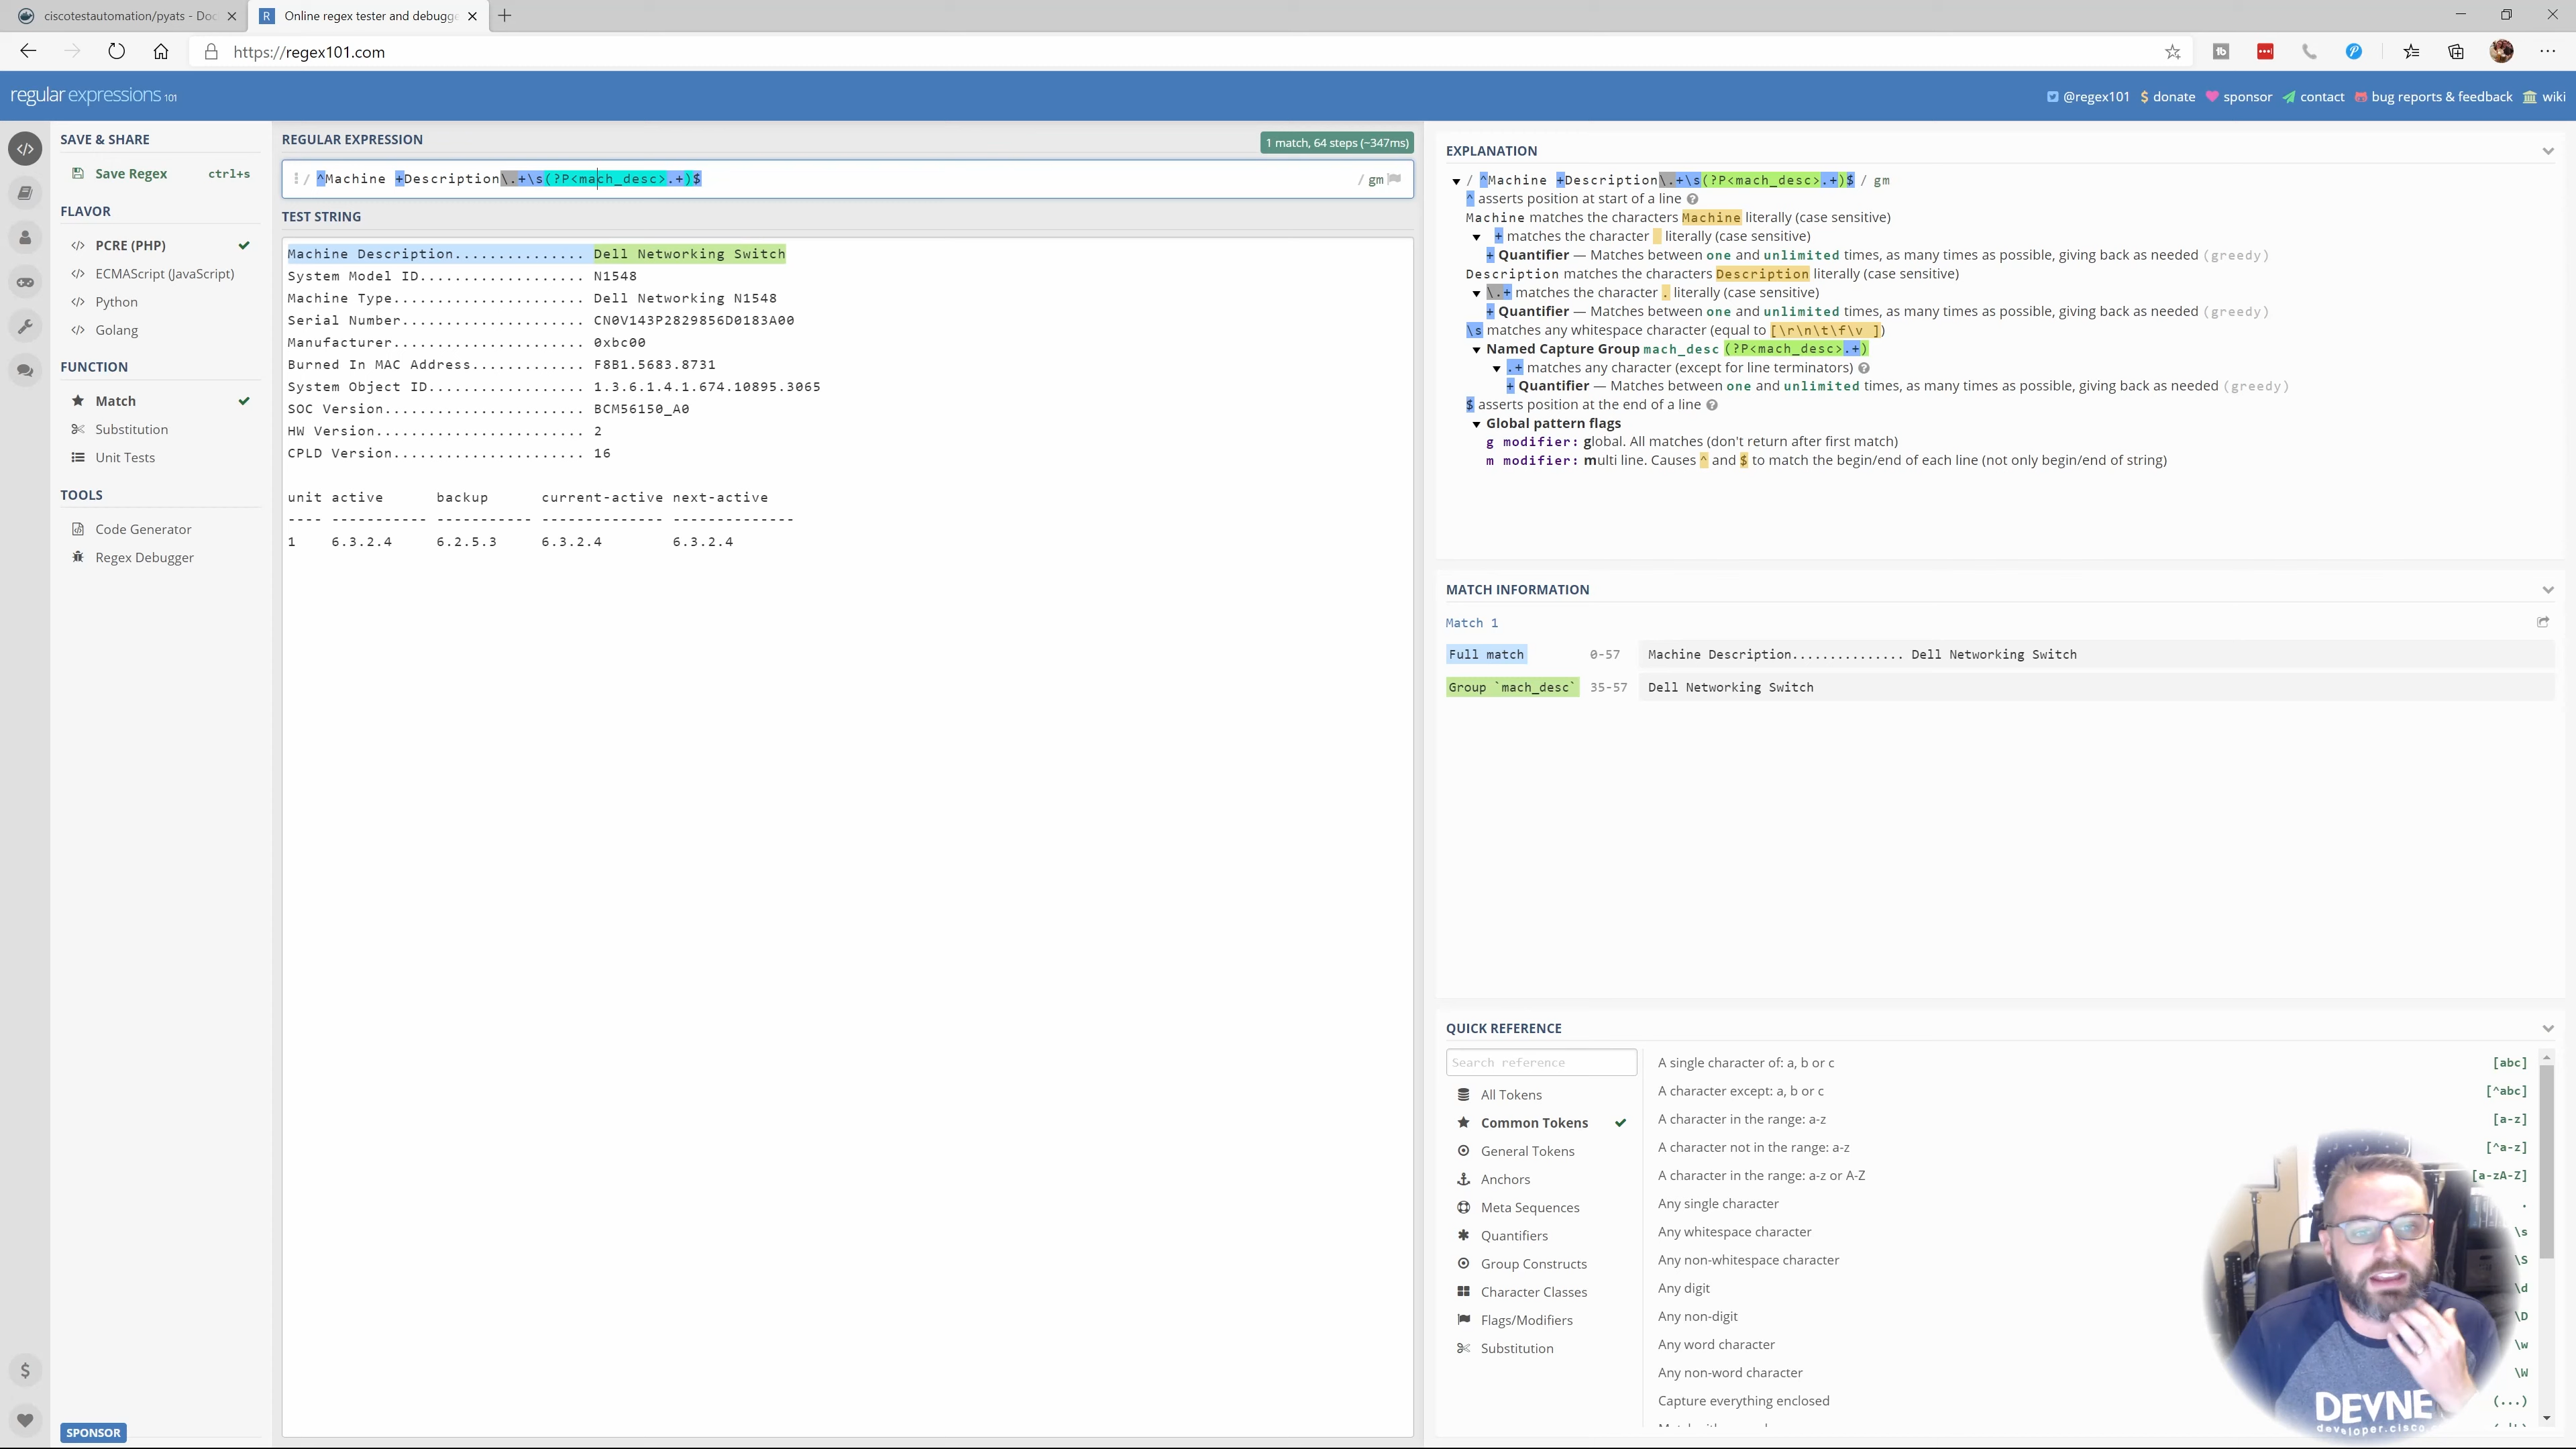 ciscotestautomation/pyats - Doc
Online regex tester and debugge
https://regex101.com
regular expressions 101
@regex101
donate
sponsor
contact
bug reports & feedback
wiki
SAVE & SHARE
Save Regex ctrl+s
FLAVOR
PCRE (PHP)
ECMAScript (JavaScript)
Python
Golang
FUNCTION
Match
Substitution
Unit Tests
TOOLS
Code Generator
Regex Debugger
SPONSOR
REGULAR EXPRESSION
1 match, 64 steps (~347ms)
/ ^Machine +Description\.+\s(?P<mach_desc>.+)$ / gm
TEST STRING
Machine Description............... Dell Networking Switch
System Model ID................... N1548
Machine Type...................... Dell Networking N1548
Serial Number..................... CN0V143P2829856D0183A00
Manufacturer...................... 0xbc00
Burned In MAC Address............. F8B1.5683.8731
System Object ID.................. 1.3.6.1.4.1.674.10895.3065
SOC Version....................... BCM56150_A0
HW Version........................ 2
CPLD Version...................... 16
unit active      backup      current-active next-active
---- ----------- ----------- -------------- --------------
1    6.3.2.4     6.2.5.3     6.3.2.4        6.3.2.4
EXPLANATION
/ ^Machine +Description\.+\s(?P<mach_desc>.+)$ / gm
^ asserts position at start of a line
Machine matches the characters Machine literally (case sensitive)
+ matches the character literally (case sensitive)
+ Quantifier — Matches between one and unlimited times, as many times as possible, giving back as needed (greedy)
Description matches the characters Description literally (case sensitive)
\.+ matches the character . literally (case sensitive)
+ Quantifier — Matches between one and unlimited times, as many times as possible, giving back as needed (greedy)
\s matches any whitespace character (equal to [\r\n\t\f\v ])
Named Capture Group mach_desc (?P<mach_desc>.+)
.+ matches any character (except for line terminators)
+ Quantifier — Matches between one and unlimited times, as many times as possible, giving back as needed (greedy)
$ asserts position at the end of a line
Global pattern flags
g modifier: global. All matches (don't return after first match)
m modifier: multi line. Causes ^ and $ to match the begin/end of each line (not only begin/end of string)
MATCH INFORMATION
Match 1
Full match 0-57 Machine Description............... Dell Networking Switch
Group `mach_desc` 35-57 Dell Networking Switch
QUICK REFERENCE
Search reference
All Tokens
Common Tokens
General Tokens
Anchors
Meta Sequences
Quantifiers
Group Constructs
Character Classes
Flags/Modifiers
Substitution
A single character of: a, b or c [abc]
A character except: a, b or c [^abc]
A character in the range: a-z [a-z]
A character not in the range: a-z [^a-z]
A character in the range: a-z or A-Z [a-zA-Z]
Any single character .
Any whitespace character \s
Any non-whitespace character \S
Any digit \d
Any non-digit \D
Any word character \w
Any non-word character \W
Capture everything enclosed (...)
DEVNE
developer.cisco